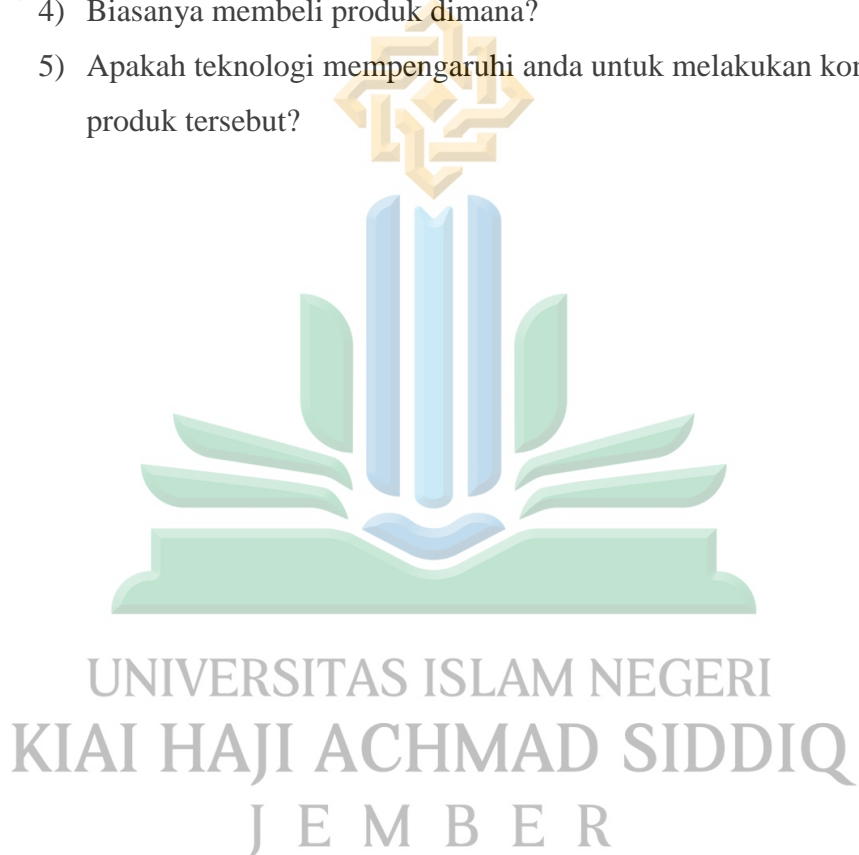 4) Biasanya membeli produk dimana?
5) Apakah teknologi mempengaruhi anda untuk melakukan
produk tersebut?
UNIVERSITAS ISLAM NEGERI
KIAI HAJI ACHMAD SIDDIQ
J E M B E R